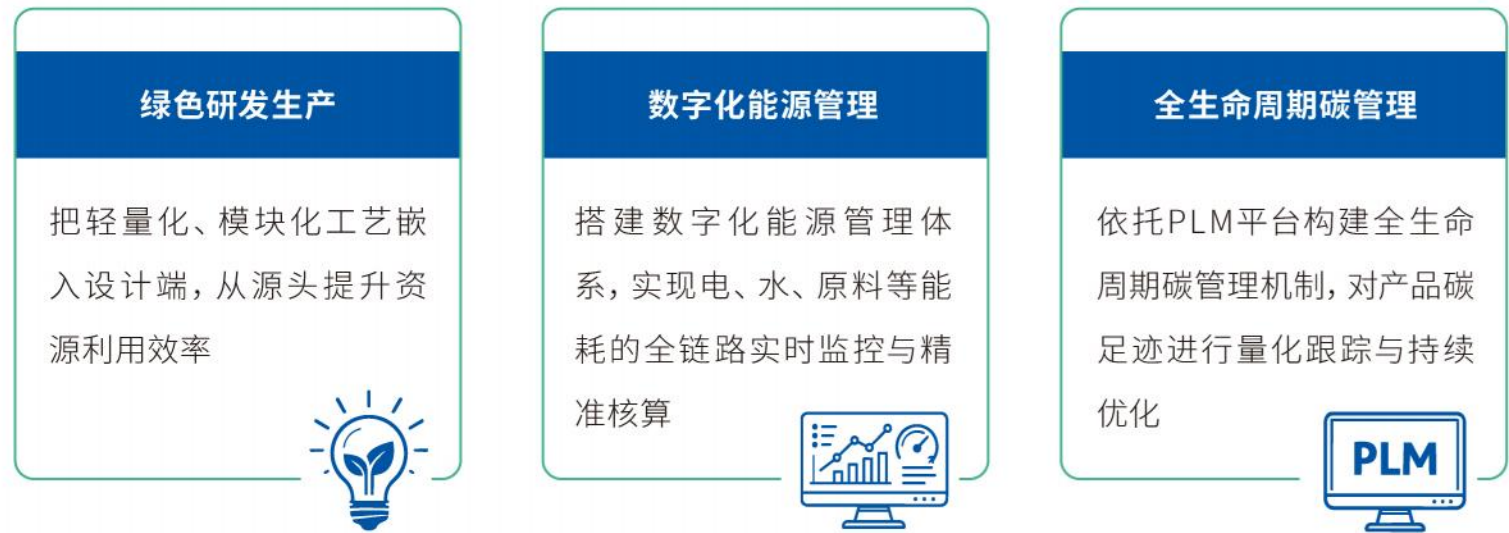 绿色研发生产
把轻量化、模块化工艺嵌
入设计端，从源头提升资
源利用效率
数字化能源管理
搭建数字化能源管理体
系，实现电、水、原料等能
耗的全链路实时监控与精
准核算
全生命周期碳管理
依托PLM平台构建全生命
周期碳管理机制，对产品碳
足迹进行量化跟踪与持续
优化
PLM